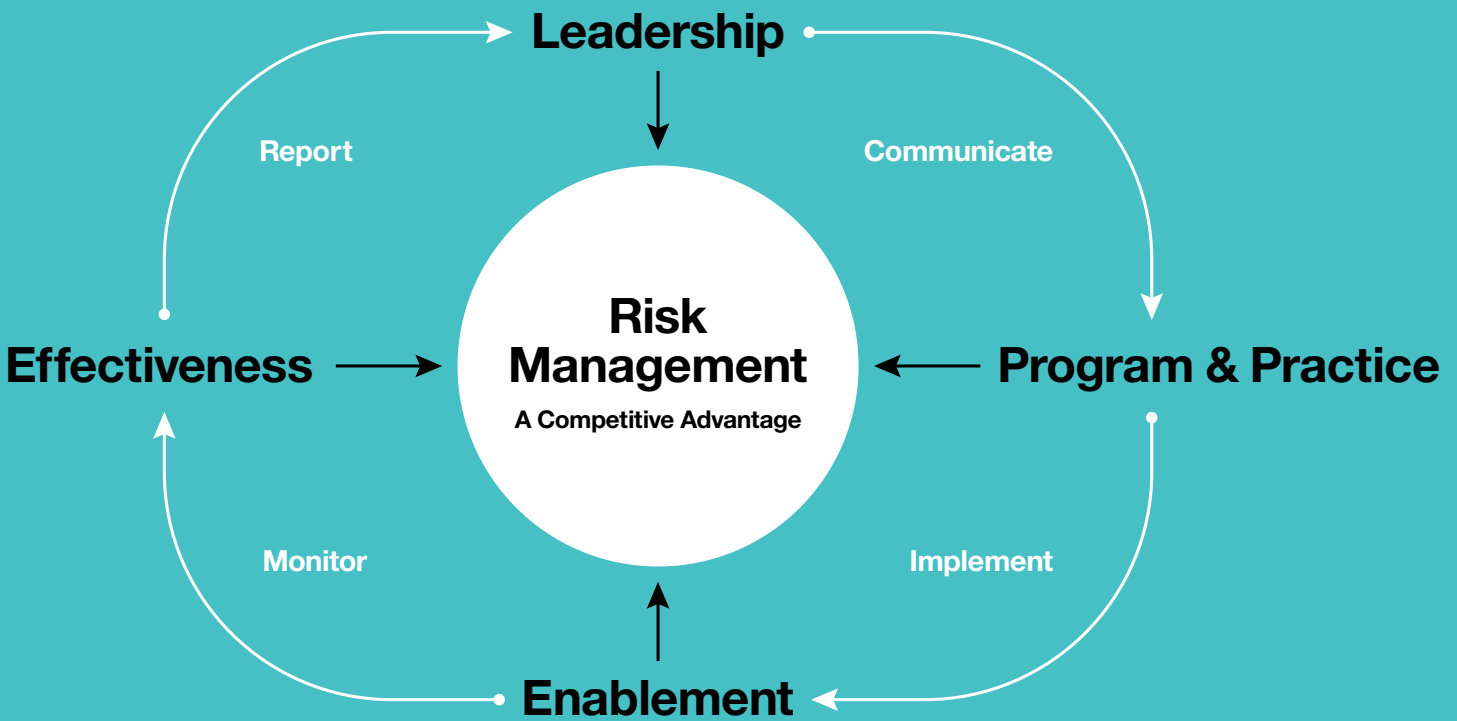 Leadership
Report
Communicate
Risk
Management
A Competitive Advantage
Effectiveness
Program & Practice
Monitor
Implement
Enablement